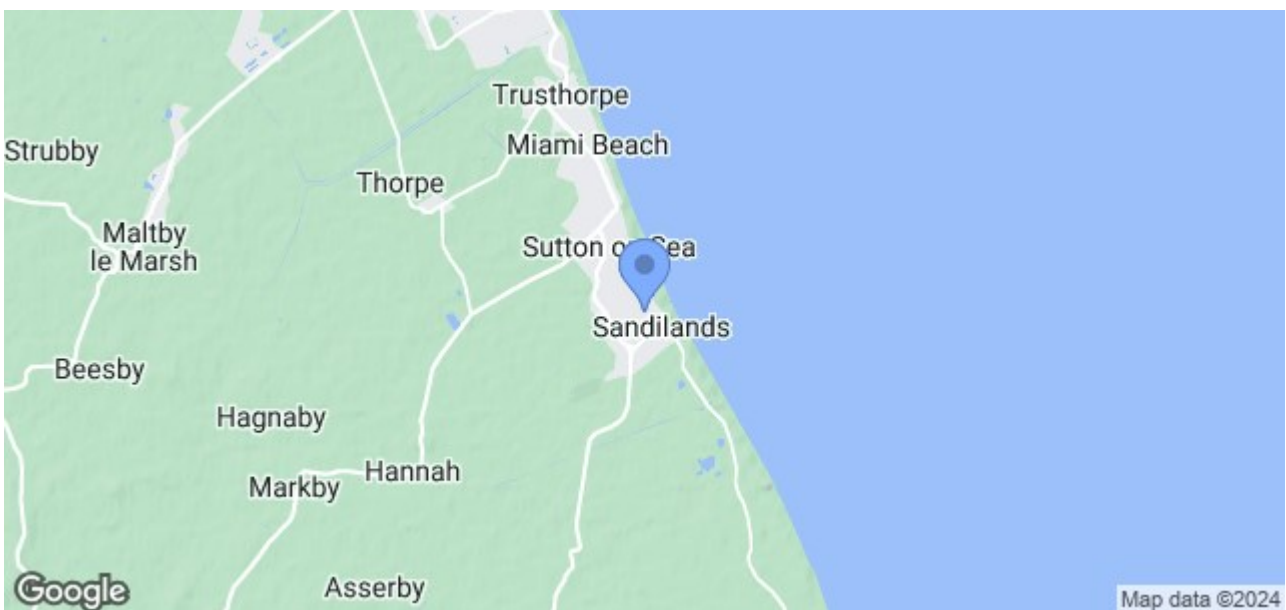 Trusthorpe
Miami Beach
Strubby
Thorpe
Maltby
le Marsh
Sutton on Sea
Sandilands
Beesby
Hagnaby
Hannah
Markby
Asserby
Google
Map data ©2024